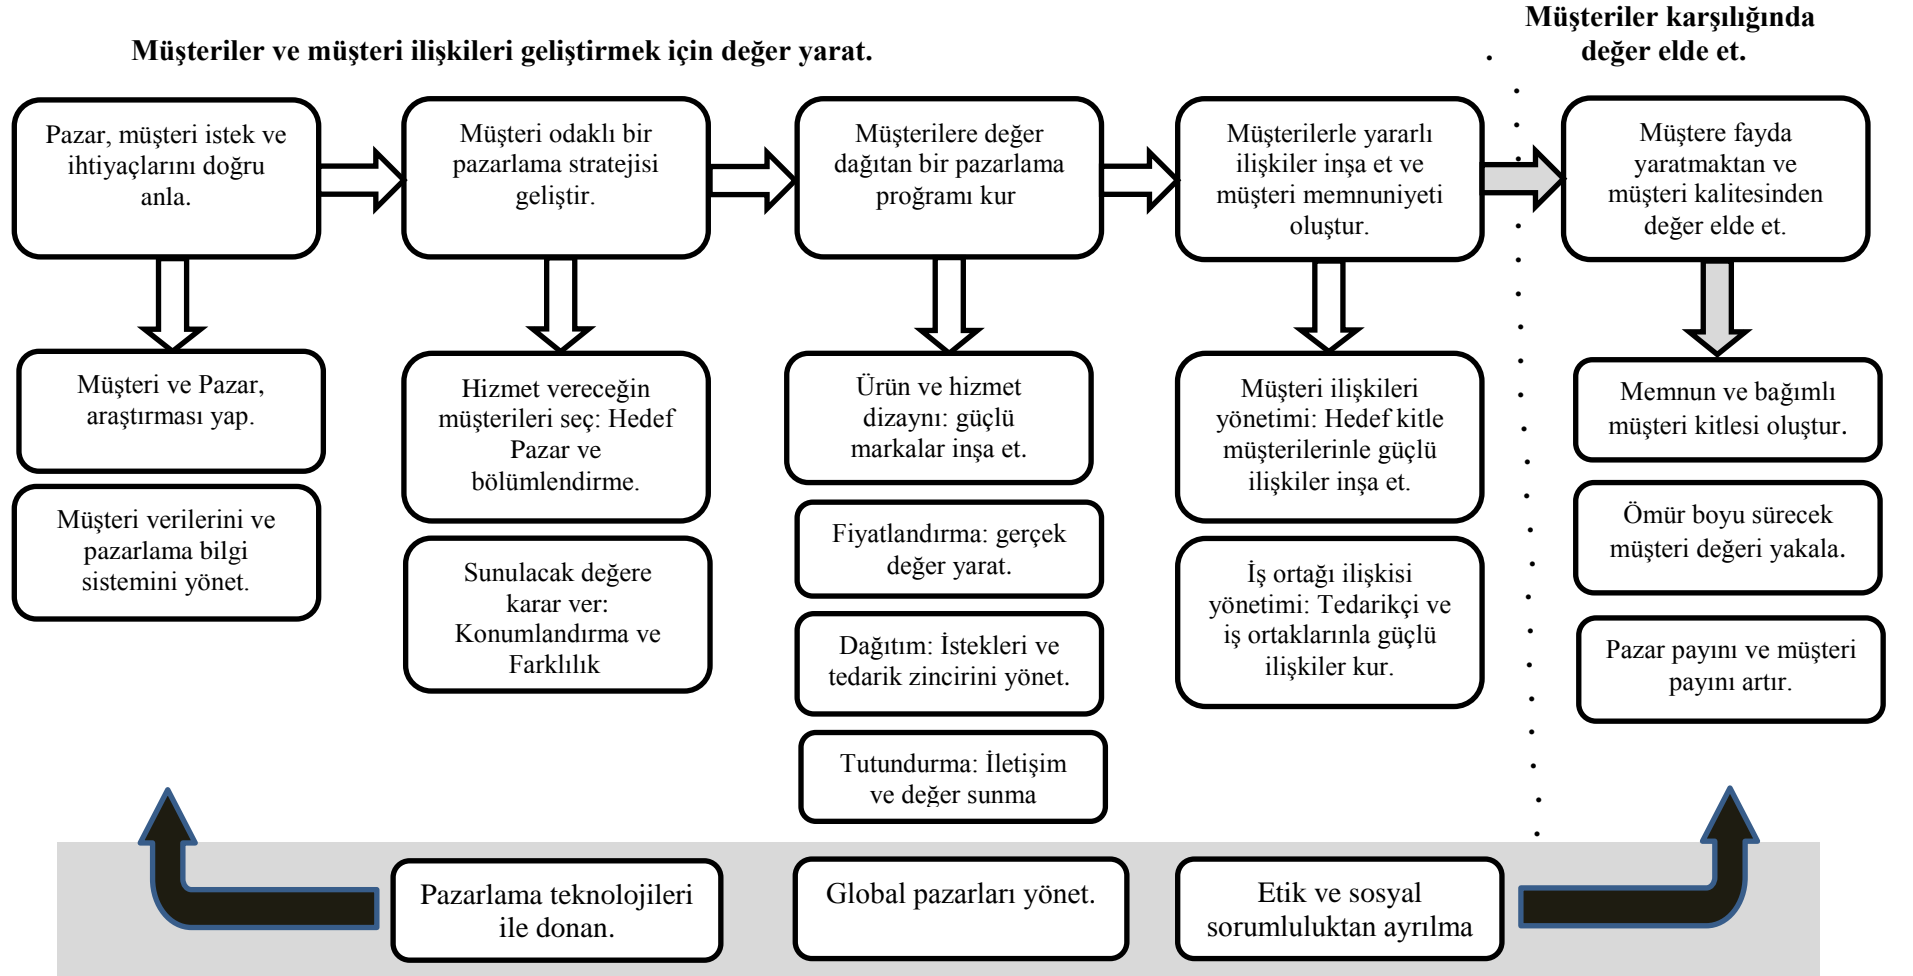 Müşteriler ve müşteri ilişkileri geliştirmek için değer yarat.
.
Müşteriler karşılığında
değer elde et.
Pazar, müşteri istek ve
ihtiyaçlarını doğru
anla.
Müşteri odaklı bir
pazarlama stratejisi
geliştir.
Müşterilere değer
dağıtan bir pazarlama
proğramı kur
Müşterilerle yararlı
ilişkiler inşa et ve
müşteri memnuniyeti
oluştur.
Müştere fayda
yaratmaktan ve
müşteri kalitesinden
değer elde et.
Müşteri ve Pazar,
araştırması yap.
Müşteri verilerini ve
pazarlama bilgi
sistemini yönet.
Hizmet vereceğin
müşterileri seç: Hedef
Pazar ve
bölümlendirme.
Sunulacak değere
karar ver:
Konumlandırma ve
Farklılık
Ürün ve hizmet
dizaynı: güçlü
markalar inşa et.
Fiyatlandırma: gerçek
değer yarat.
Dağıtım: İstekleri ve
tedarik zincirini yönet.
Tutundurma: İletişim
ve değer sunma
Müşteri ilişkileri
yönetimi: Hedef kitle
müşterilerinle güçlü
ilişkiler inşa et.
İş ortağı ilişkisi
yönetimi: Tedarikçi ve
iş ortaklarınla güçlü
ilişkiler kur.
Memnun ve bağımlı
müşteri kitlesi oluştur.
Ömür boyu sürecek
müşteri değeri yakala.
Pazar payını ve müşteri
payını artır.
Pazarlama teknolojileri
ile donan.
Global pazarları yönet.
Etik ve sosyal
sorumluluktan ayrılma